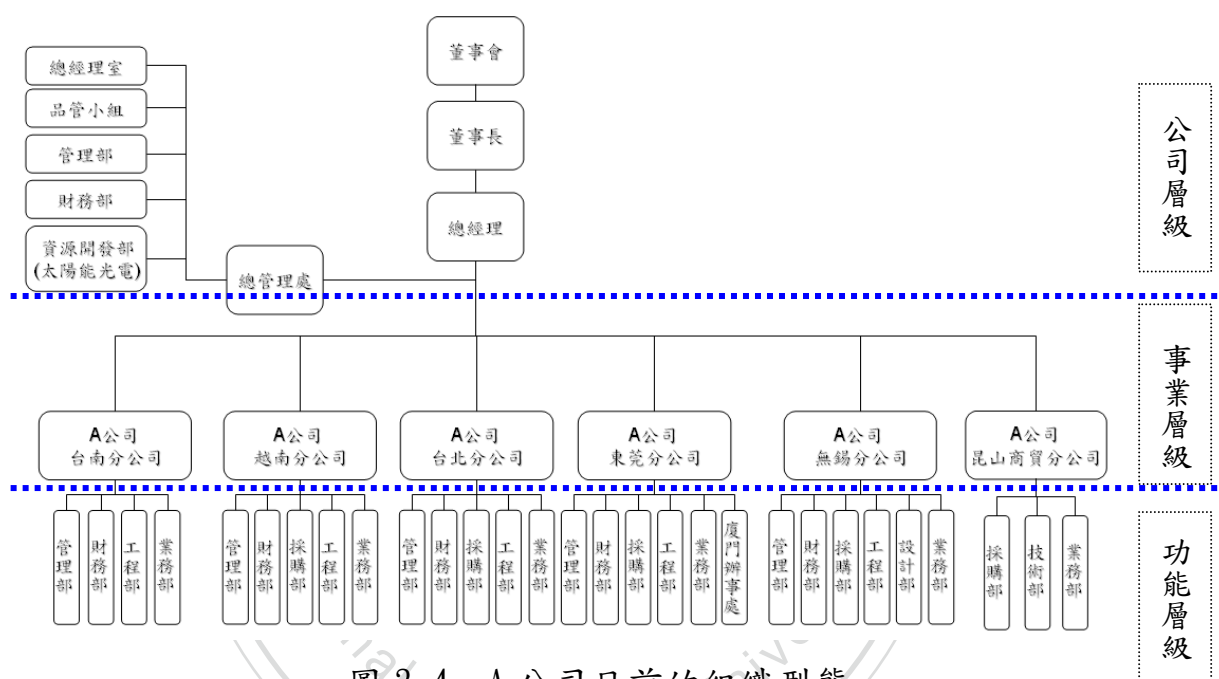 董事會
總經理室
品管小組
董事長
管理部
財務部
總經理
資源開發部
(太陽能光電)
總管理處
公司層級
事業層級
A公司
台南分公司
A公司
越南分公司
A公司
台北分公司
A公司
東莞分公司
A公司
無錫分公司
A公司
昆山商貿分公司
管理部
財務部
工程部
業務部
管理部
財務部
採購部
工程部
業務部
管理部
財務部
採購部
工程部
業務部
管理部
財務部
採購部
工程部
業務部
廈門辦事處
管理部
財務部
採購部
工程部
設計部
業務部
採購部
技術部
業務部
功能層級
圖 3-4 A公司目前的組織型態